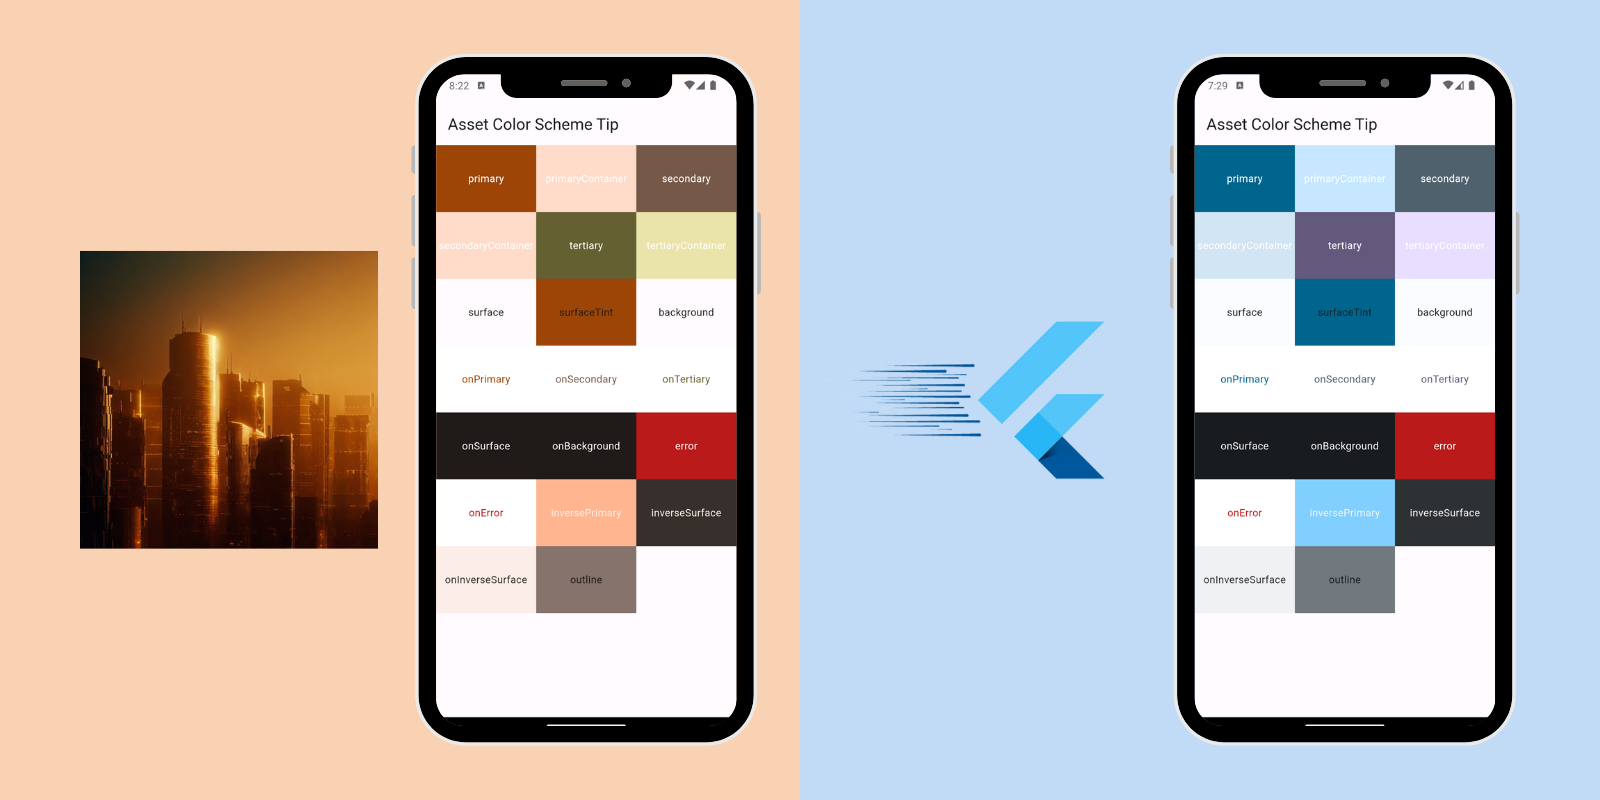 8:22
Asset Color Scheme Tip
primary primaryContainer secondary
secondaryContainer tertiary tertiaryContainer
surface surfaceTint background
onPrimary onSecondary onTertiary
onSurface onBackground error
onError inversePrimary inverseSurface
onInverseSurface outline
7:29
Asset Color Scheme Tip
primary primaryContainer secondary
secondaryContainer tertiary tertiaryContainer
surface surfaceTint background
onPrimary onSecondary onTertiary
onSurface onBackground error
onError inversePrimary inverseSurface
onInverseSurface outline